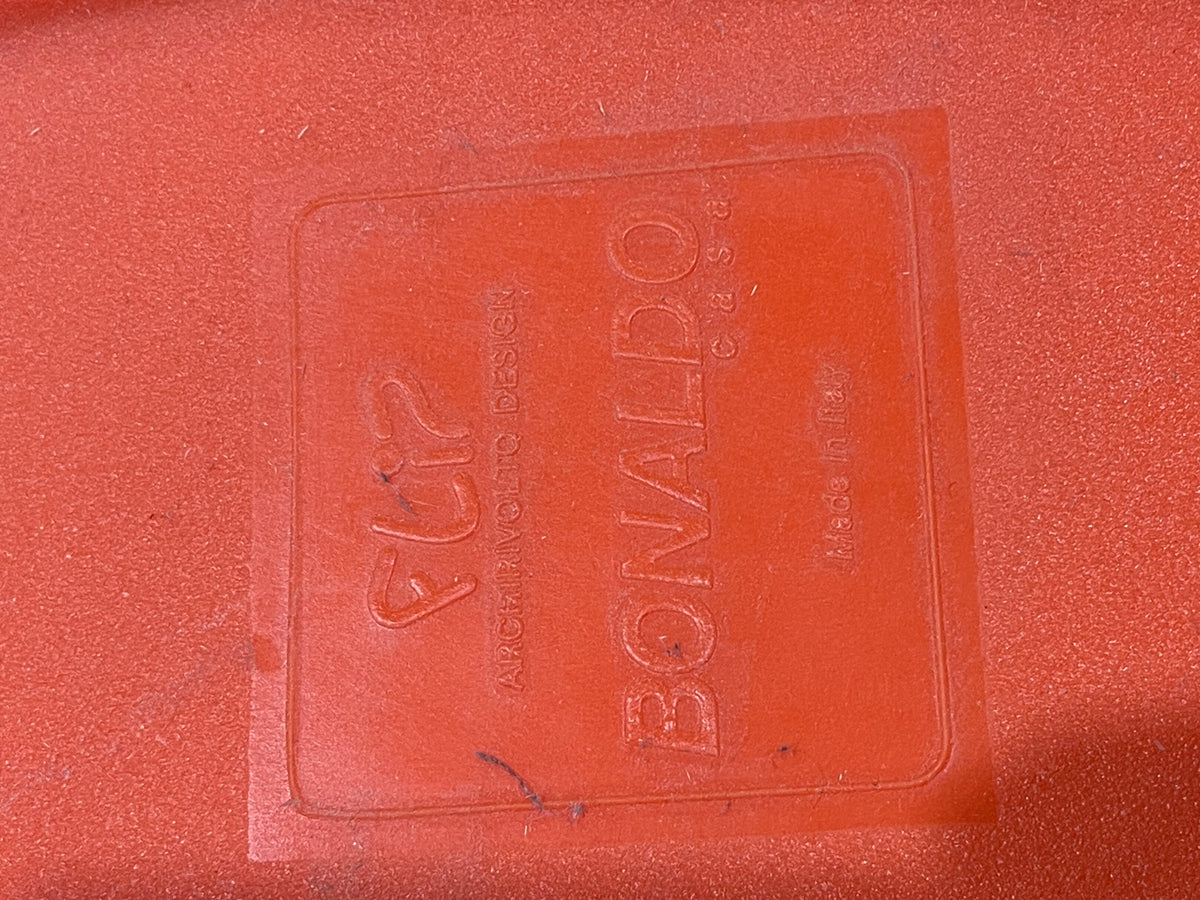 FLIP
ARCHIRIVOLTO DESIGN
BONALDO
casa
Made in Italy